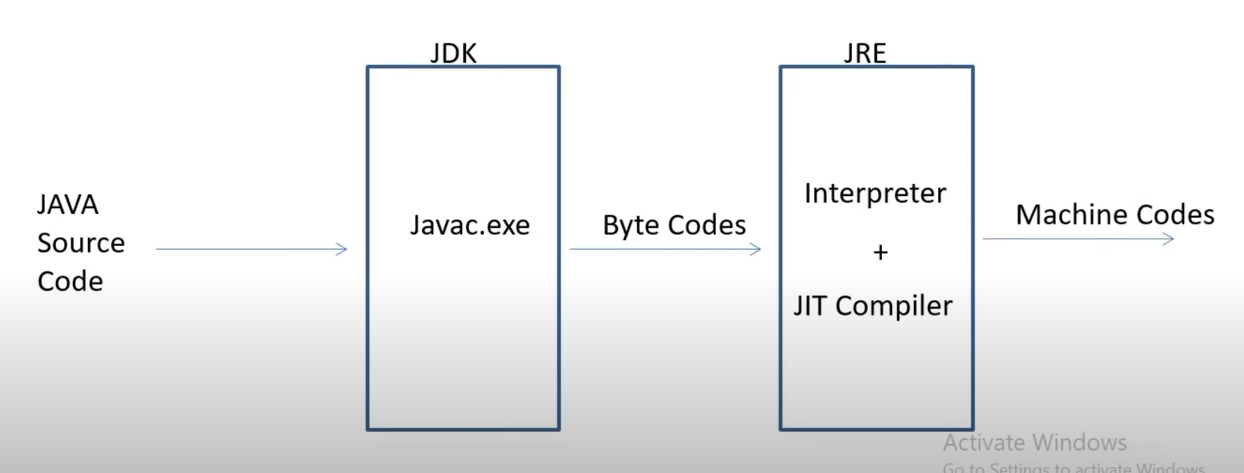 JDK
JRE
JAVA
Source
Code
Javac.exe
Byte Codes
Interpreter
+
JIT Compiler
Machine Codes
Activate Windows
Go to Settings to activate Windows.